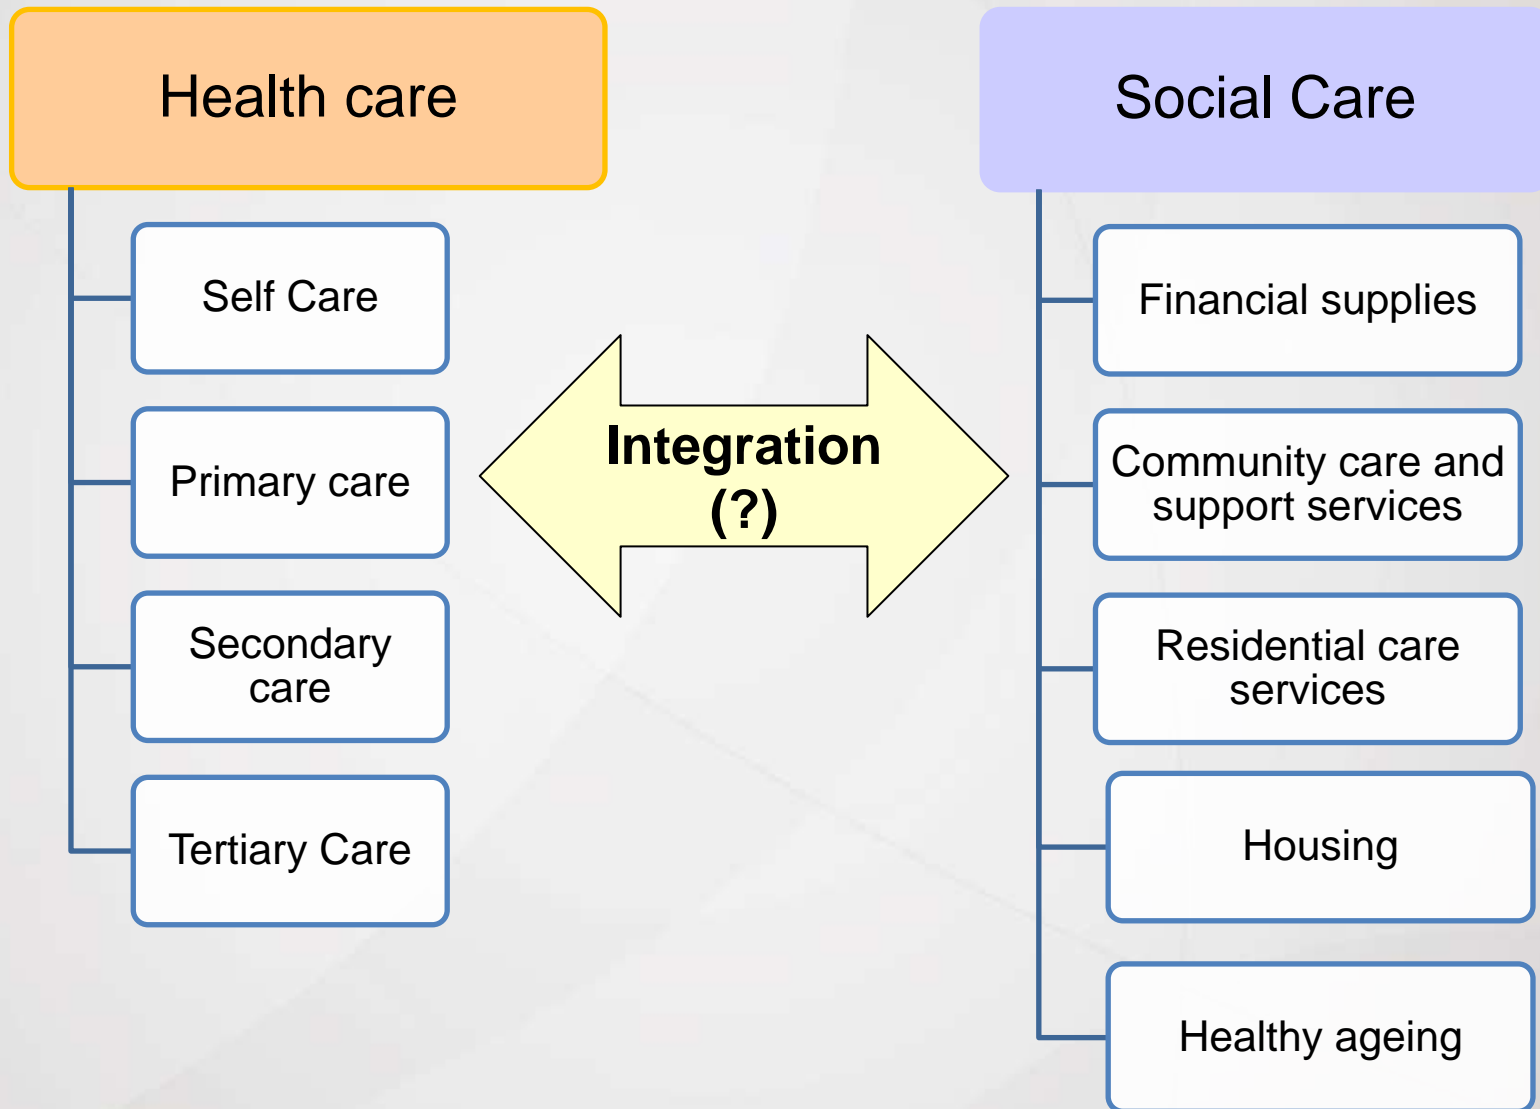 Health care
Self Care
Primary care
Secondary
care
Tertiary Care
Integration
(?)
Social Care
Financial supplies
Community care and
support services
Residential care
services
Housing
Healthy ageing